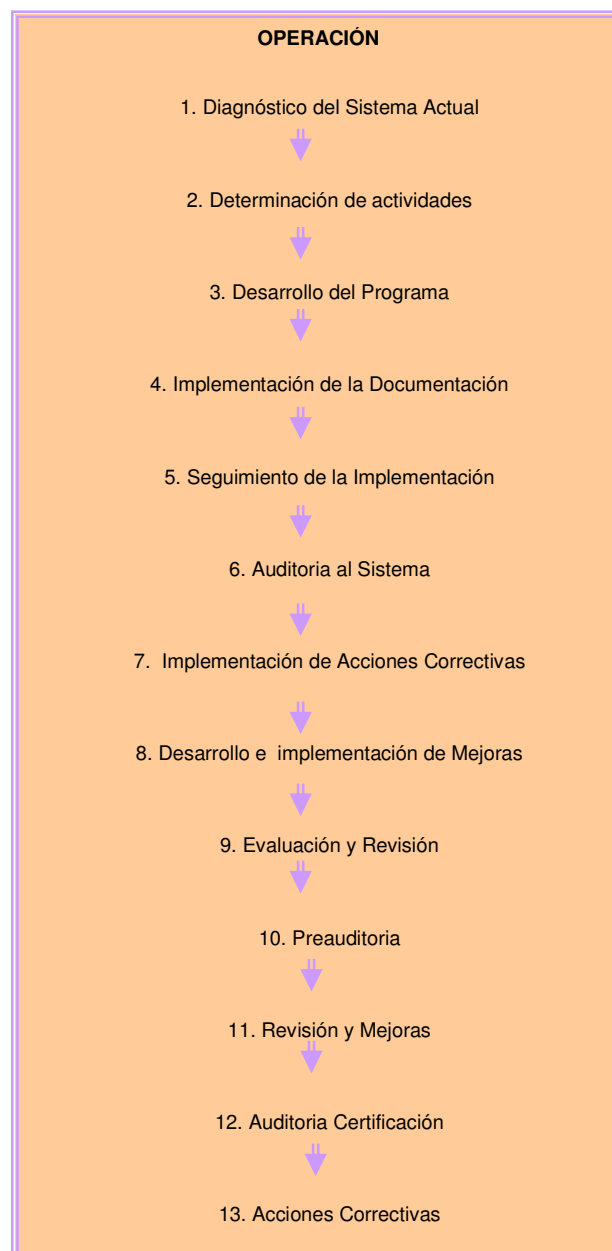 OPERACIÓN
1. Diagnóstico del Sistema Actual
2. Determinación de actividades
3. Desarrollo del Programa
4. Implementación de la Documentación
5. Seguimiento de la Implementación
6. Auditoria al Sistema
7. Implementación de Acciones Correctivas
8. Desarrollo e implementación de Mejoras
9. Evaluación y Revisión
10. Preauditoria
11. Revisión y Mejoras
12. Auditoria Certificación
13. Acciones Correctivas